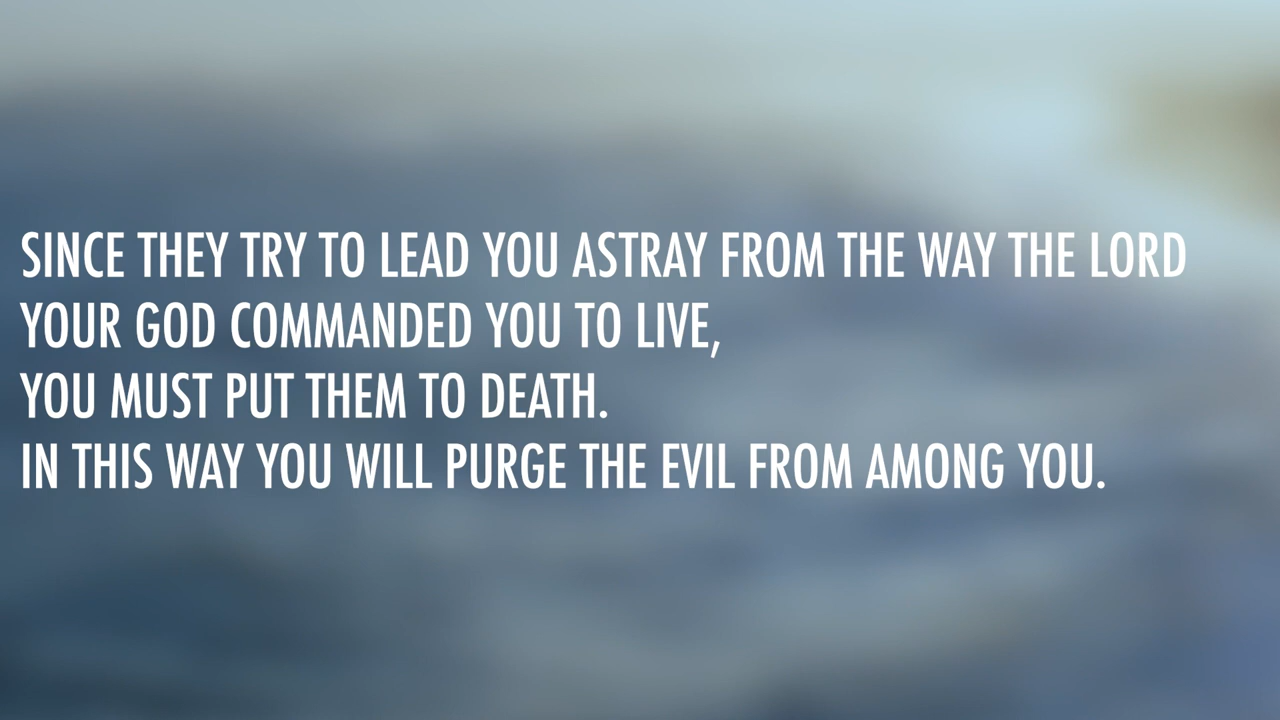 SINCE THEY TRY TO LEAD YOU ASTRAY FROM THE WAY THE LORD
YOUR GOD COMMANDED YOU TO LIVE,
YOU MUST PUT THEM TO DEATH.
IN THIS WAY YOU WILL PURGE THE EVIL FROM AMONG YOU.